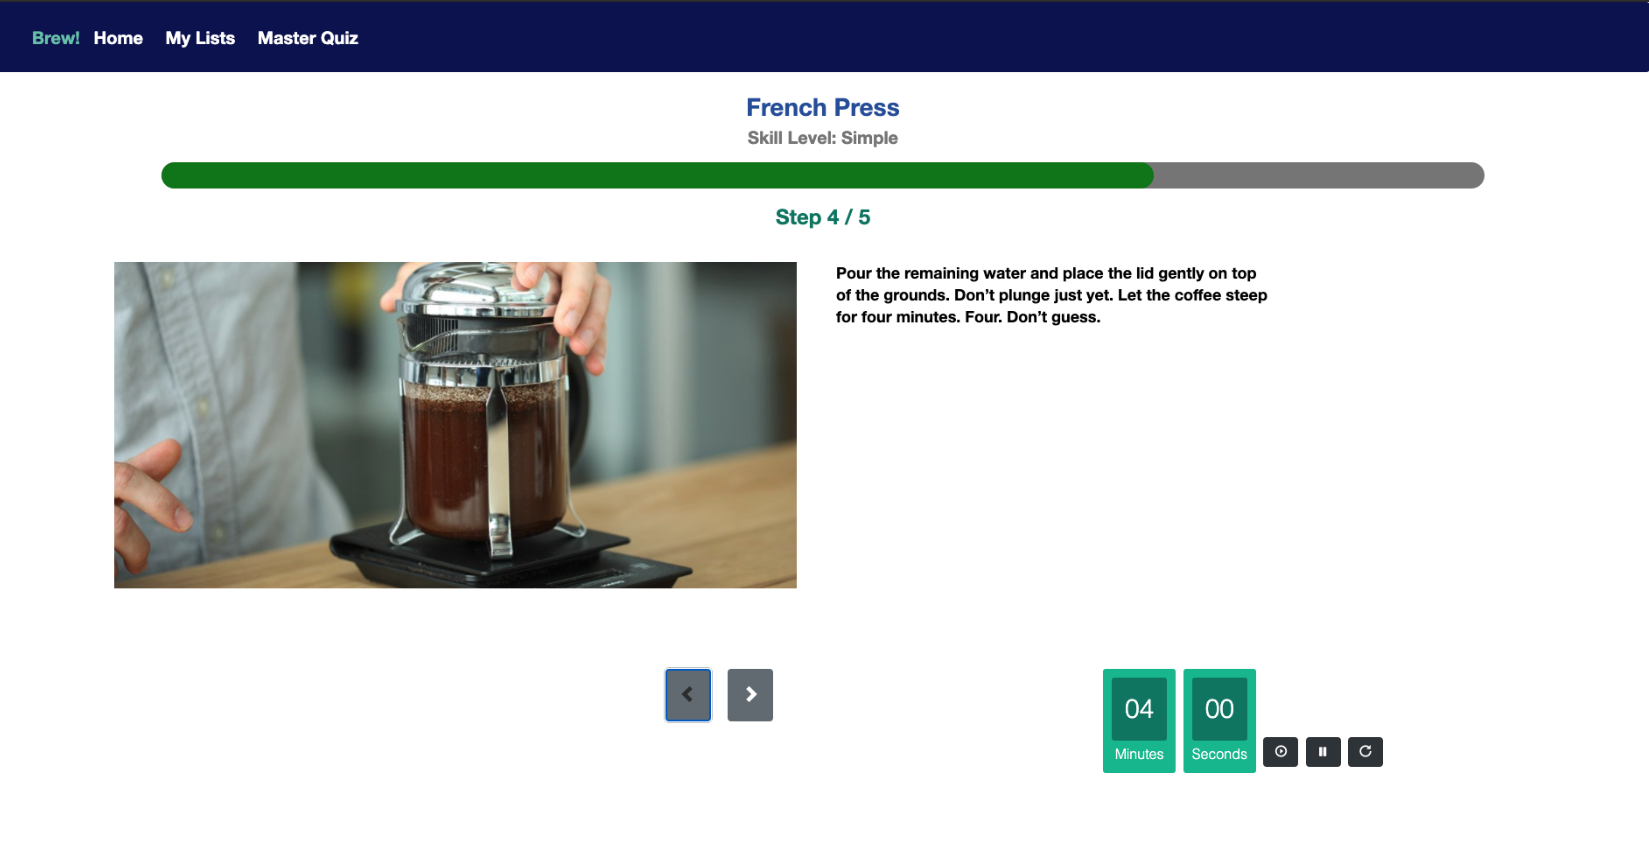 Brew! Home My Lists Master Quiz
French Press
Skill Level: Simple
Step 4 / 5
Pour the remaining water and place the lid gently on top
of the grounds. Don’t plunge just yet. Let the coffee steep
for four minutes. Four. Don’t guess.
04 00
Minutes Seconds